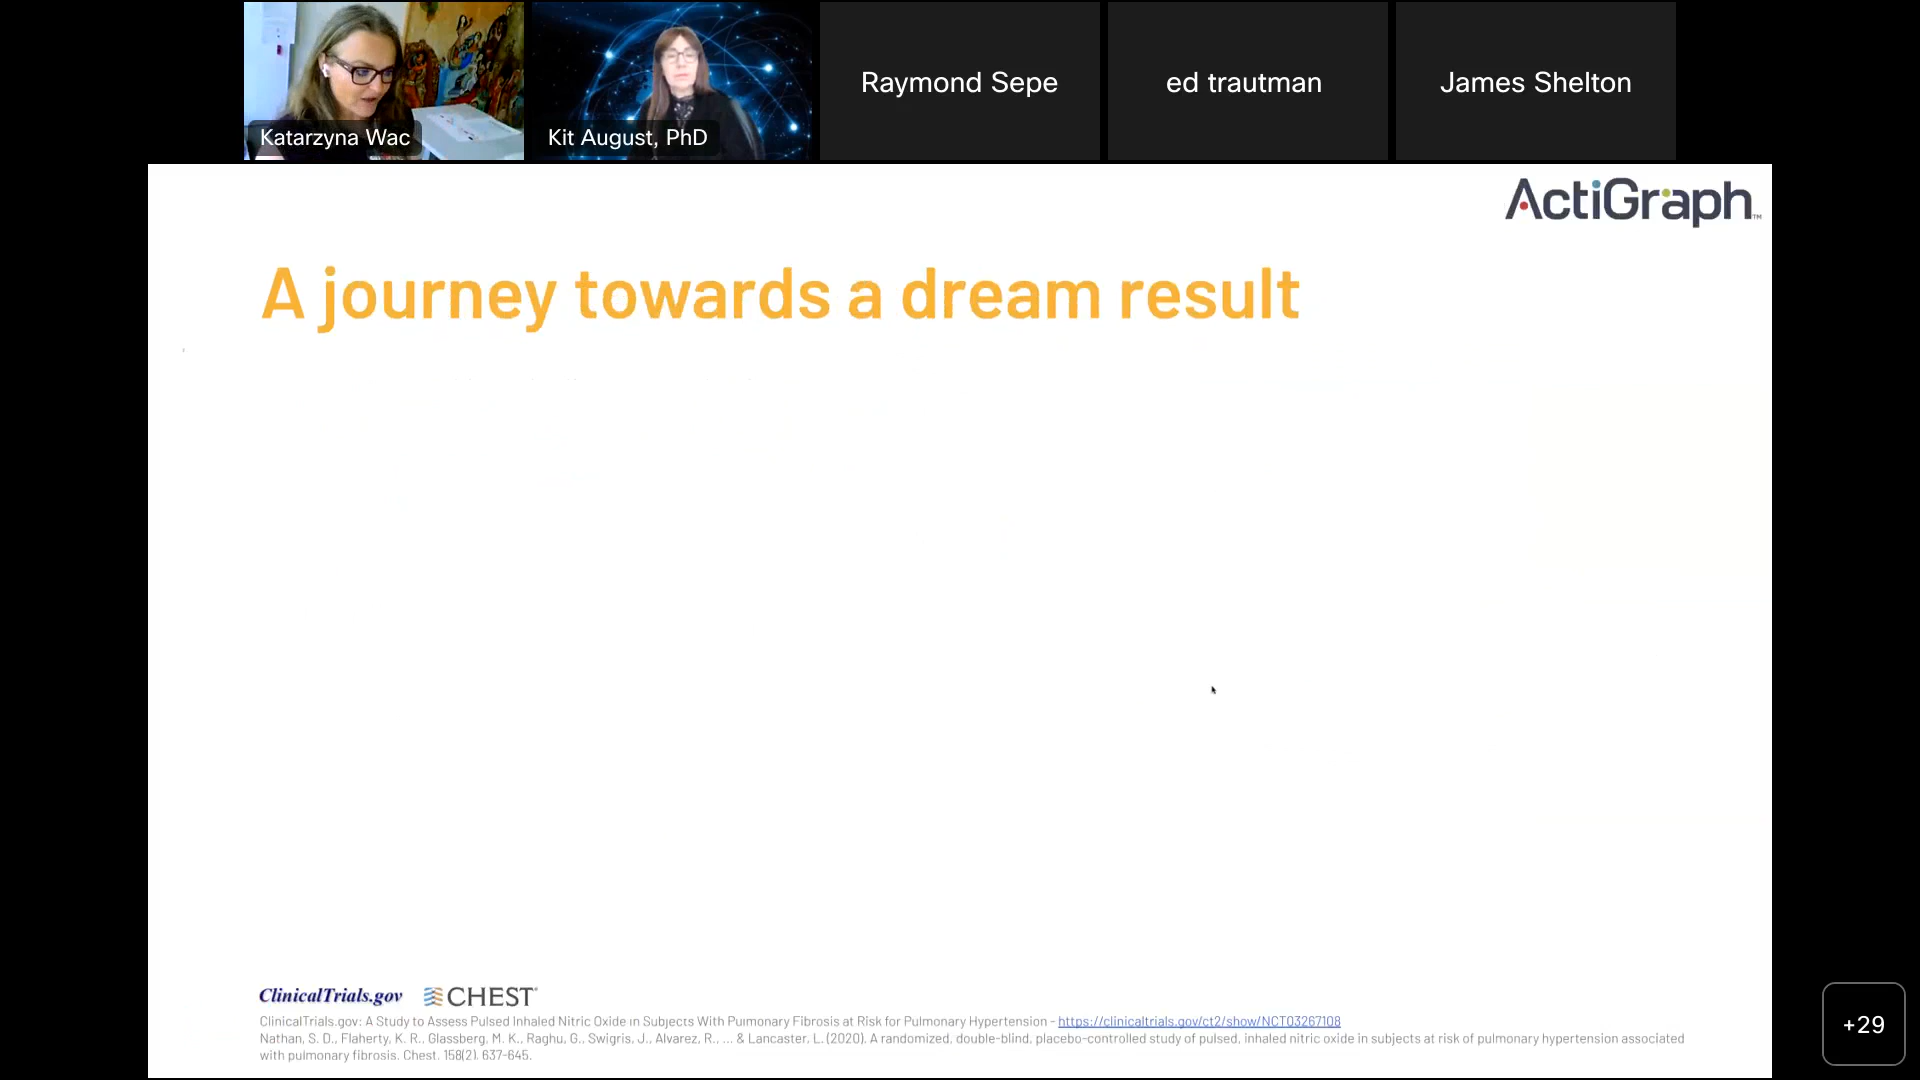 Katarzyna Wac
Kit August, PhD
Raymond Sepe
ed trautman
James Shelton
ActiGraph™
A journey towards a dream result
ClinicalTrials.gov
CHEST®
ClinicalTrials.gov: A Study to Assess Pulsed Inhaled Nitric Oxide in Subjects With Pulmonary Fibrosis at Risk for Pulmonary Hypertension - https://clinicaltrials.gov/ct2/show/NCT03267108
Nathan, S. D., Flaherty, K. R., Glassberg, M. K., Raghu, G., Swigris, J., Alvarez, R., ... & Lancaster, L. (2020). A randomized, double-blind, placebo-controlled study of pulsed, inhaled nitric oxide in subjects at risk of pulmonary hypertension associated
with pulmonary fibrosis. Chest, 158(2), 637-645.
+29